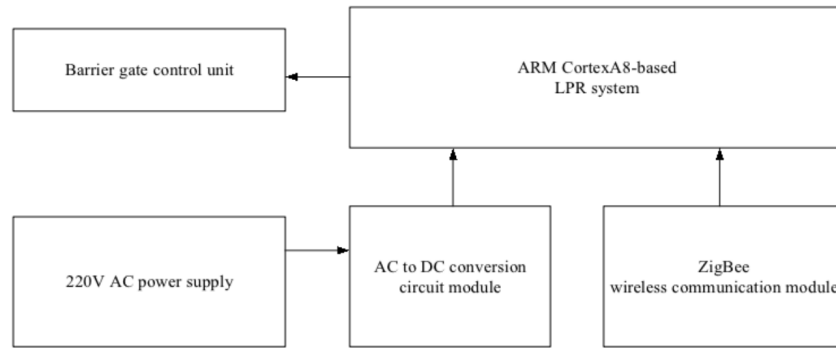 Barrier gate control unit
ARM CortexA8-based
LPR system
220V AC power supply
AC to DC conversion
circuit module
ZigBee
wireless communication module